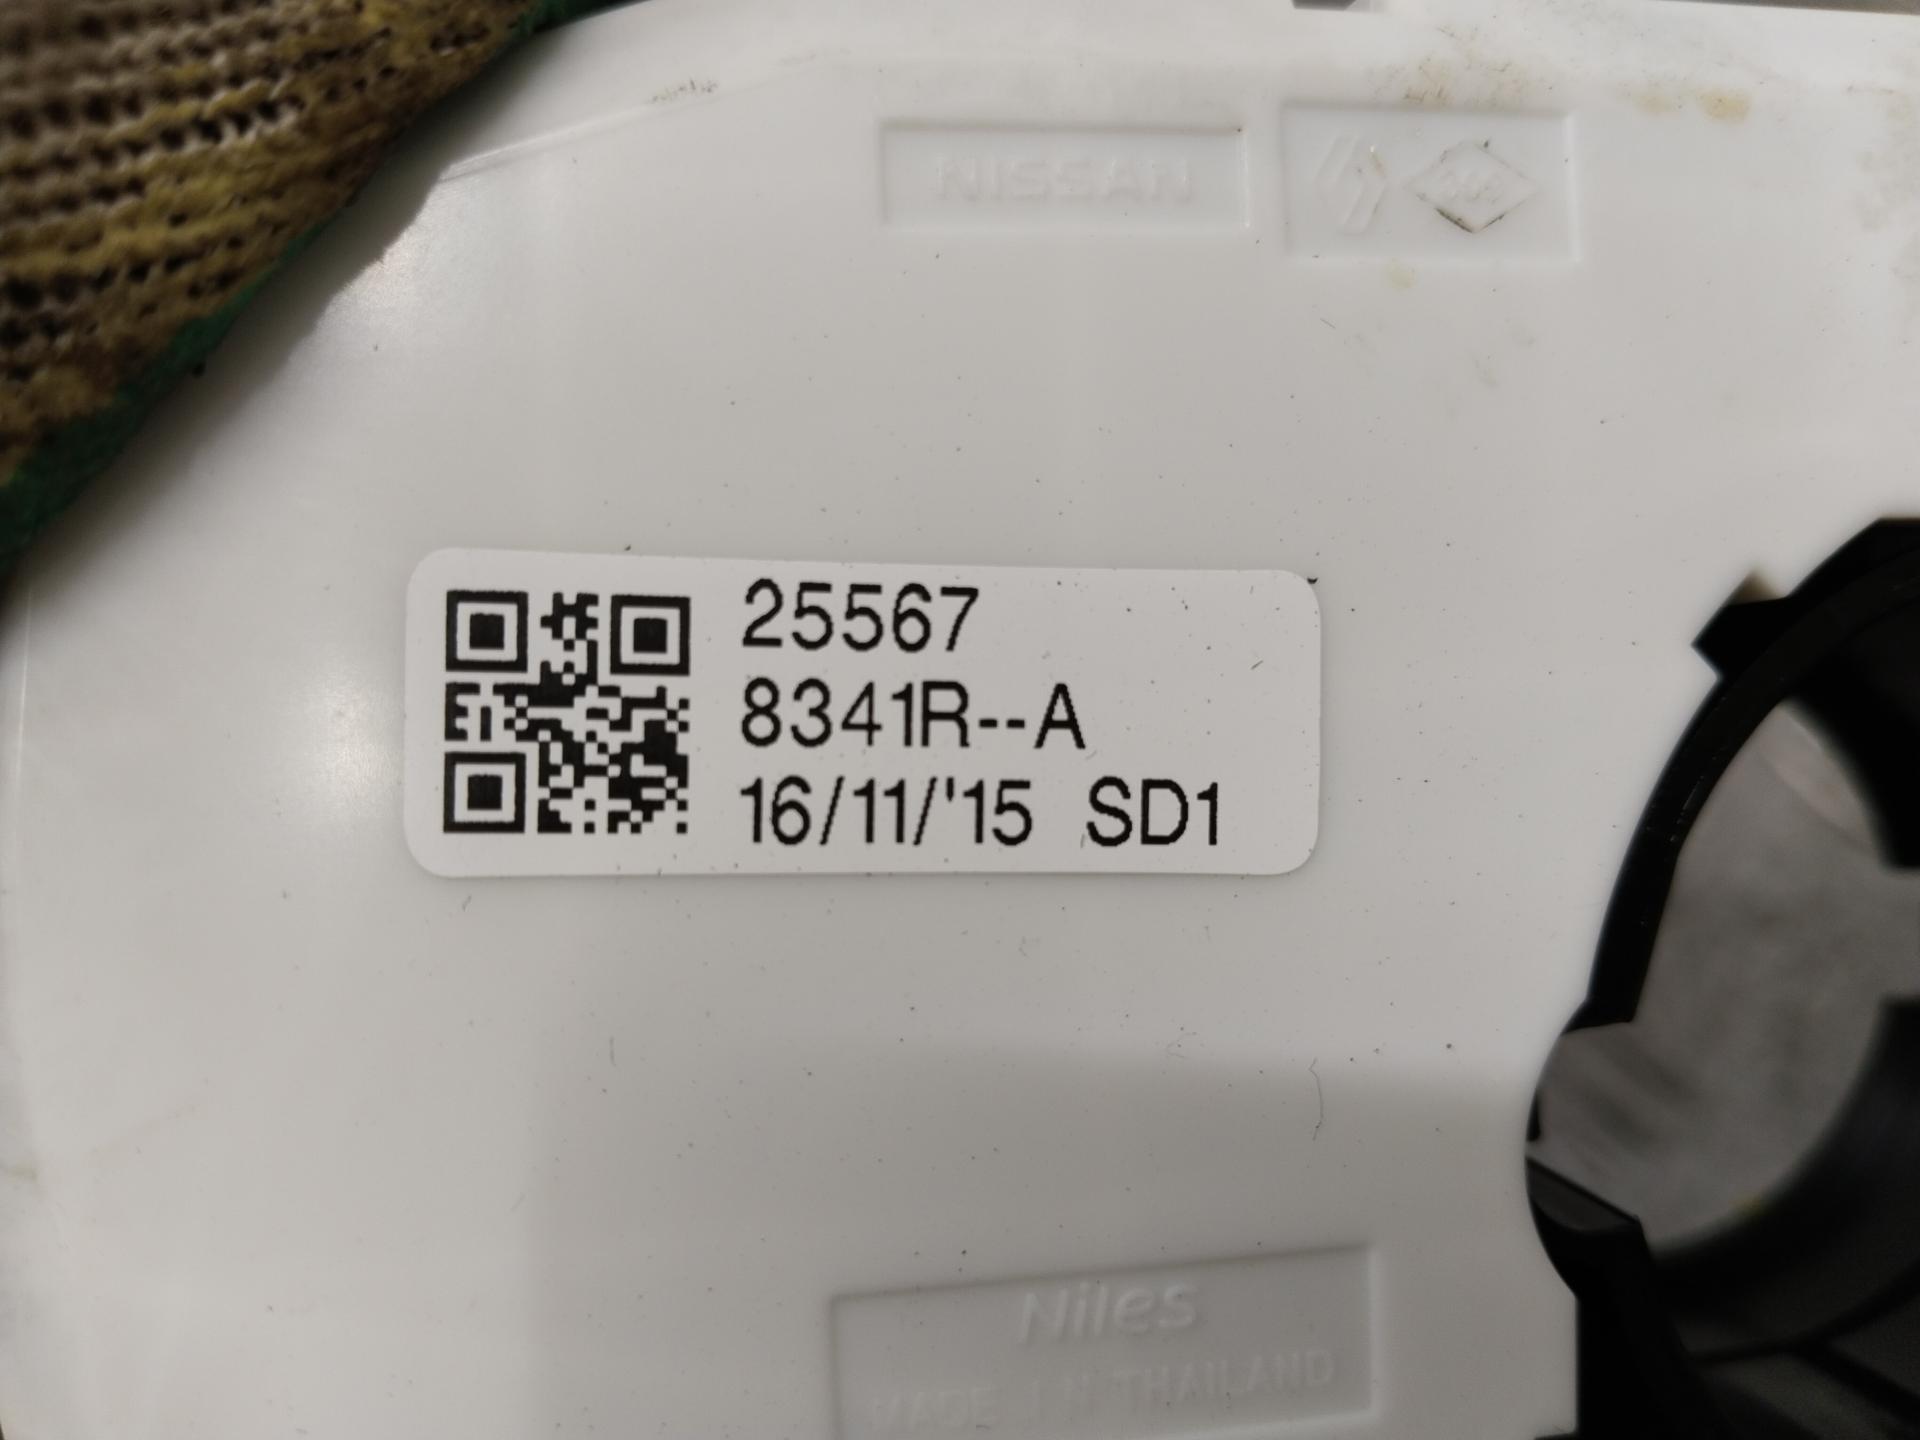 NISSAN
25567
8341R--A
16/11/'15 SD1
Niles
MADE IN THAILAND